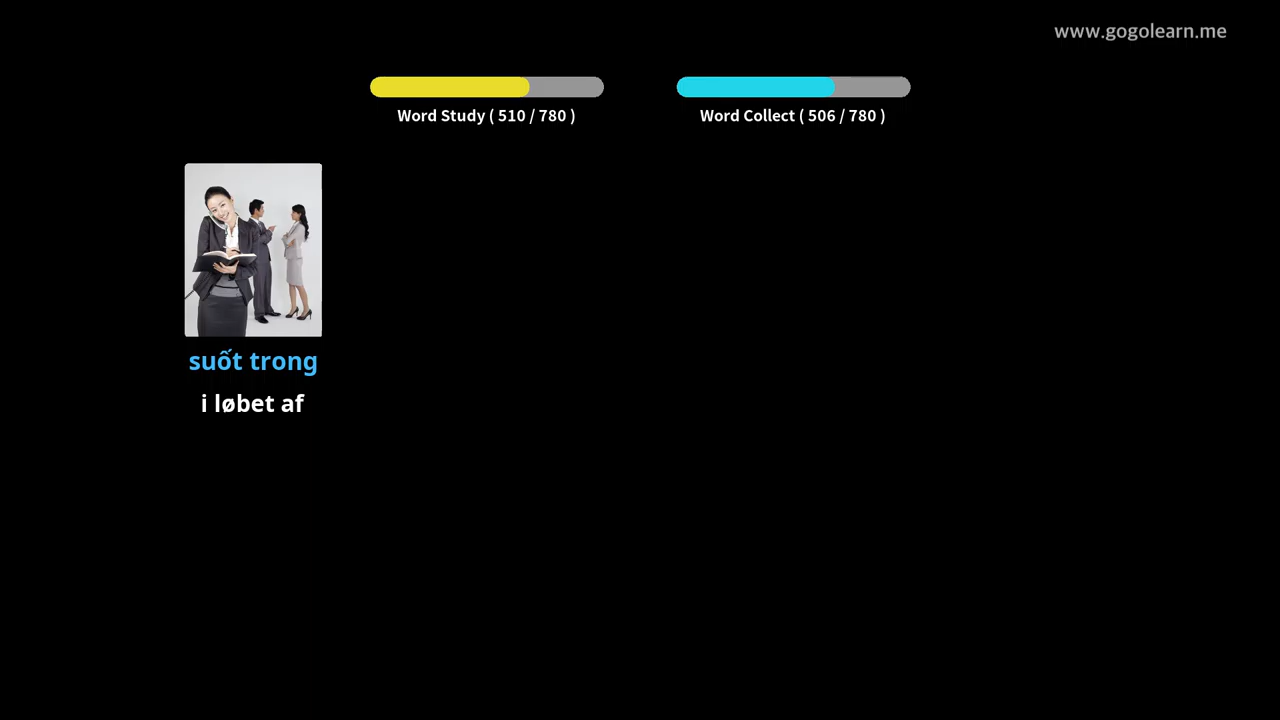 www.gogolearn.me
Word Study ( 510 / 780 )
Word Collect ( 506 / 780 )
suốt trong
i løbet af